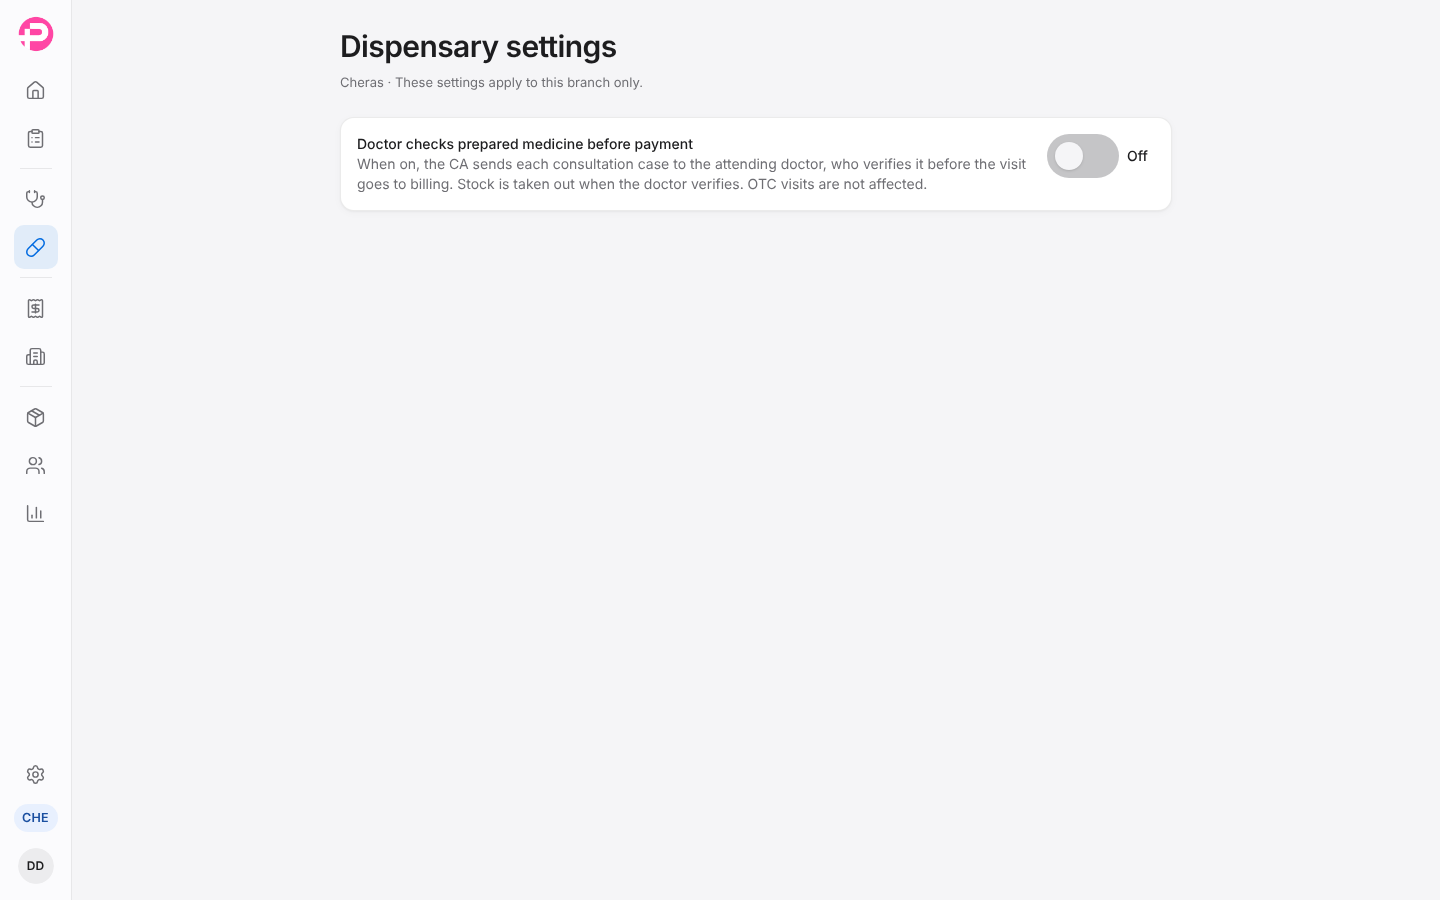 Dispensary settings
Cheras · These settings apply to this branch only.
Doctor checks prepared medicine before payment
When on, the CA sends each consultation case to the attending doctor, who verifies it before the visit
goes to billing. Stock is taken out when the doctor verifies. OTC visits are not affected.
Off
CHE
DD